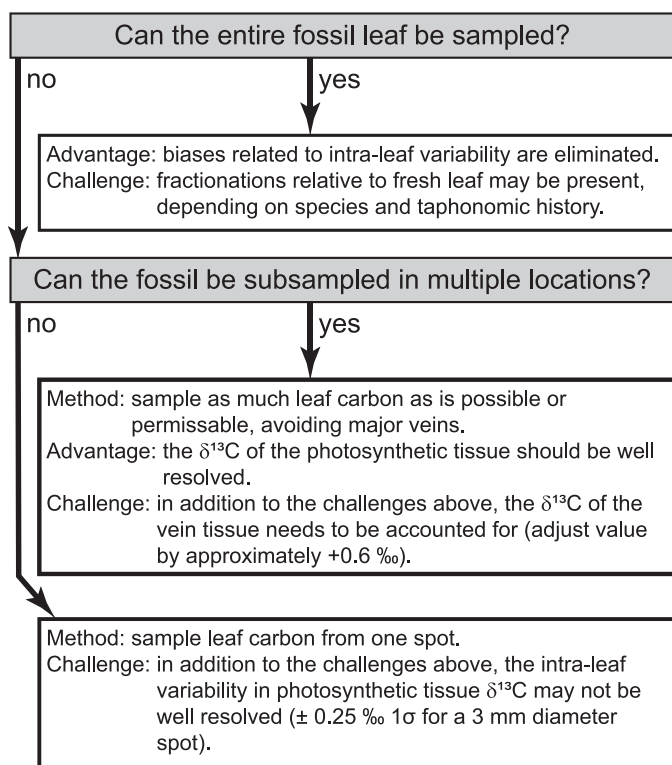 Can the entire fossil leaf be sampled?
no
yes
Advantage: biases related to intra-leaf variability are eliminated.
Challenge: fractionations relative to fresh leaf may be present,
depending on species and taphonomic history.
Can the fossil be subsampled in multiple locations?
no
yes
Method: sample as much leaf carbon as is possible or
permissable, avoiding major veins.
Advantage: the δ¹³C of the photosynthetic tissue should be well
resolved.
Challenge: in addition to the challenges above, the δ¹³C of the
vein tissue needs to be accounted for (adjust value
by approximately +0.6 ‰).
Method: sample leaf carbon from one spot.
Challenge: in addition to the challenges above, the intra-leaf
variability in photosynthetic tissue δ¹³C may not be
well resolved (± 0.25 ‰ 1σ for a 3 mm diameter
spot).